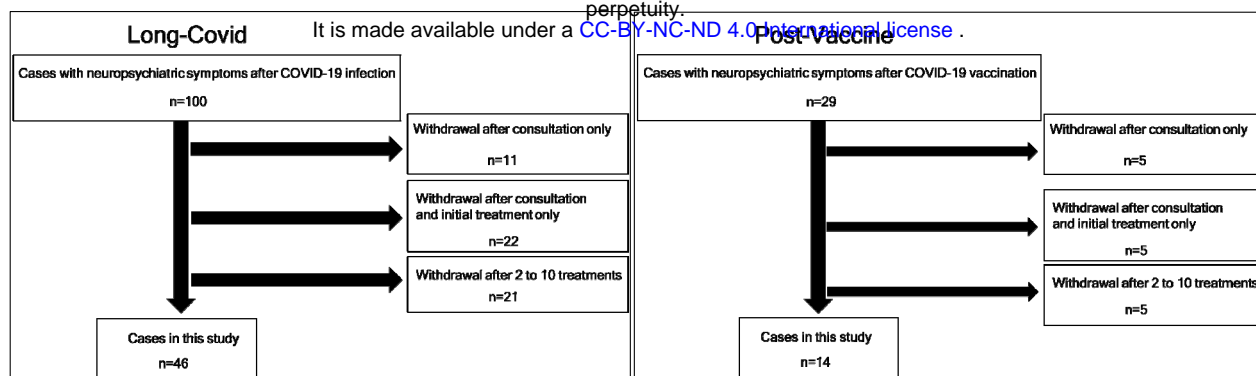 perpetuity.
It is made available under a CC-BY-NC-ND 4.0 International license .
Long-Covid
Cases with neuropsychiatric symptoms after COVID-19 infection
n=100
Withdrawal after consultation only
n=11
Withdrawal after consultation
and initial treatment only
n=22
Withdrawal after 2 to 10 treatments
n=21
Cases in this study
n=46
Post-Vaccine
Cases with neuropsychiatric symptoms after COVID-19 vaccination
n=29
Withdrawal after consultation only
n=5
Withdrawal after consultation
and initial treatment only
n=5
Withdrawal after 2 to 10 treatments
n=5
Cases in this study
n=14